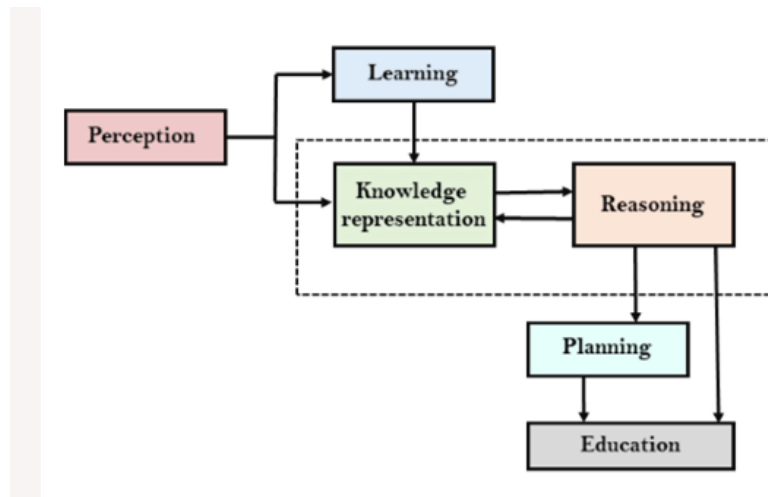 Learning
Perception
Knowledge
representation
Reasoning
Planning
Education